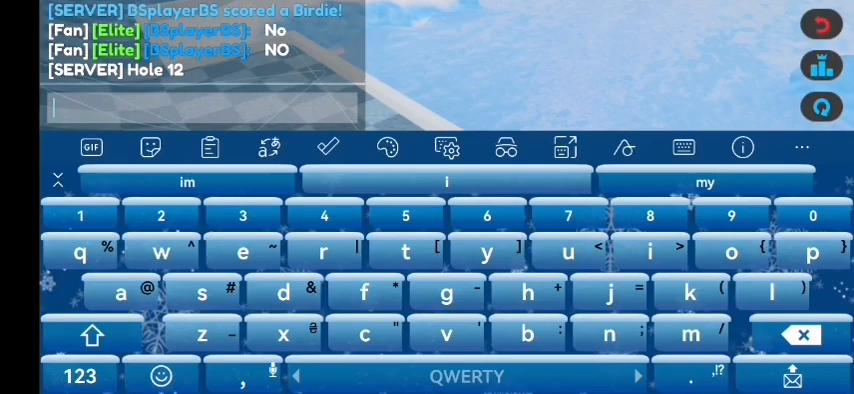 [SERVER] BSplayerBS scored a Birdie!
[Fan] [Elite] [BSplayerBS]: No
[Fan] [Elite] [BSplayerBS]: NO
[SERVER] Hole 12
GIF
im i my
1 2 3 4 5 6 7 8 9 0
q % w ^ e ~ r | t [ y ] u < i > o { p }
a @ s # d & f * g - h + j = k ( l )
z _ x ₴ c " v ' b : n ; m /
123 , QWERTY . ,!?